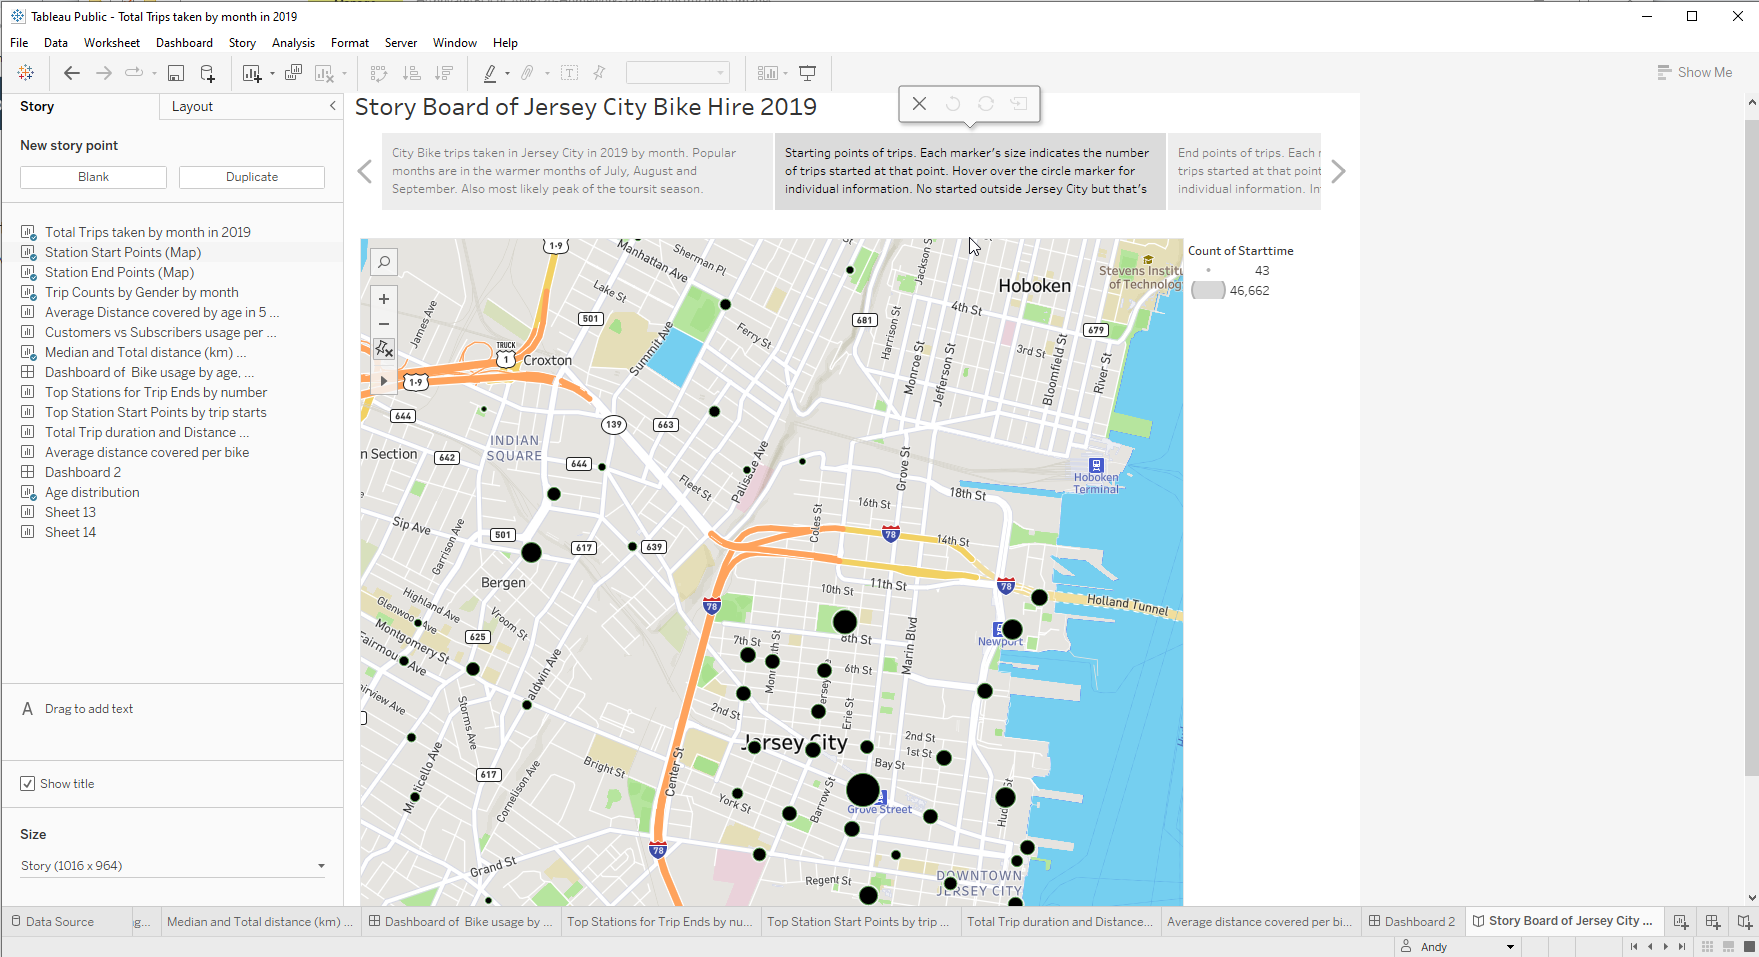 Tableau Public - Total Trips taken by month in 2019
File Data Worksheet Dashboard Story Analysis Format Server Window Help
Show Me
Story Layout
New story point
Blank Duplicate
Total Trips taken by month in 2019
Station Start Points (Map)
Station End Points (Map)
Trip Counts by Gender by month
Average Distance covered by age in 5 ...
Customers vs Subscribers usage per ...
Median and Total distance (km) ...
Dashboard of Bike usage by age, ...
Top Stations for Trip Ends by number
Top Station Start Points by trip starts
Total Trip duration and Distance ...
Average distance covered per bike
Dashboard 2
Age distribution
Sheet 13
Sheet 14
A Drag to add text
Show title
Size
Story (1016 x 964)
Story Board of Jersey City Bike Hire 2019
City Bike trips taken in Jersey City in 2019 by month. Popular
months are in the warmer months of July, August and
September. Also most likely peak of the toursit season.
Starting points of trips. Each marker's size indicates the number
of trips started at that point. Hover over the circle marker for
individual information. No started outside Jersey City but that's
End points of trips. Each
trips started at that point
individual information.
Count of Starttime
43
46,662
1-9
Manhattan Ave
Sherman Pl
Jackson S
Stevens Institu
of Technolog
Hoboken
Lake St
501
James Ave
4th St
681
679
Ferry St
Harrison St
Summit Ave
TRUCK
1
Croxton
3rd St
Monroe St
Jefferson St
Bloomfield St
River St
1-9
644
139
663
INDIAN
SQUARE
n Section
642
644
Palisade Ave
Grove St
Hoboken
Terminal
Fleet St
18th St
16th St
Coles St
Sip Ave
Garrison Ave
501
617
639
78
14th St
Bergen
11th St
10th St
78
Holland Tunnel
78
Highland Ave
Glenwood Ave
Vroom St
Montgomery St
625
7th St
8th St
Newport
Marin Blvd
Fairmount Ave
6th St
Jersey
Monm th St
aldwin Ave
airview Ave
Storms Ave
2nd St
Erie St
Jersey City
2nd St
1st St
Bay St
Bright St
Center St
617
Monticello Ave
Cornelison Ave
York St
Barrow St
Grove Street
78
Grand St
Regent St
DOWNTOWN
JERSEY CITY
Data Source g... Median and Total distance (km) ... Dashboard of Bike usage by ... Top Stations for Trip Ends by nu... Top Station Start Points by trip ... Total Trip duration and Distance... Average distance covered per bi... Dashboard 2 Story Board of Jersey City ...
Andy